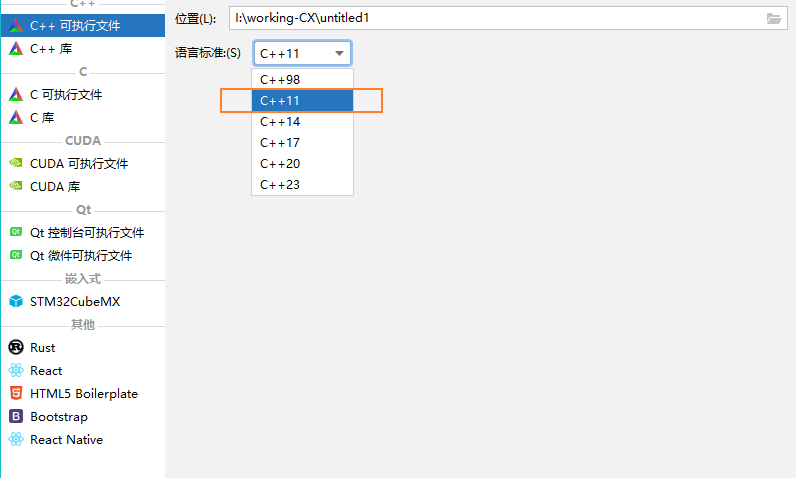 C++
C++ 可执行文件
C++ 库
C
C 可执行文件
C 库
CUDA
CUDA 可执行文件
CUDA 库
Qt
Qt 控制台可执行文件
Qt 微件可执行文件
嵌入式
STM32CubeMX
其他
Rust
React
HTML5 Boilerplate
Bootstrap
React Native
位置(L): I:\working-CX\untitled1
语言标准:(S) C++11
C++98
C++11
C++14
C++17
C++20
C++23